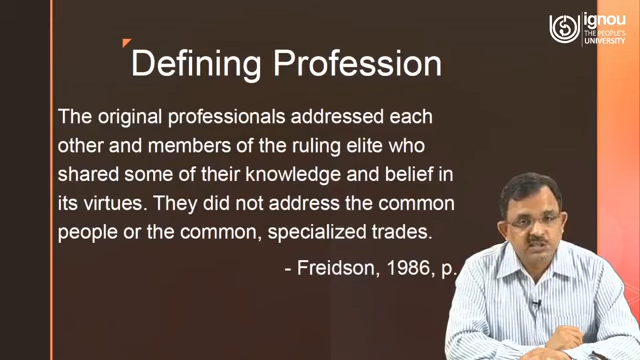 ignou
THE PEOPLE'S
UNIVERSITY
Defining Profession
The original professionals addressed each
other and members of the ruling elite who
shared some of their knowledge and belief in
its virtues. They did not address the common
people or the common, specialized trades.
- Freidson, 1986, p.